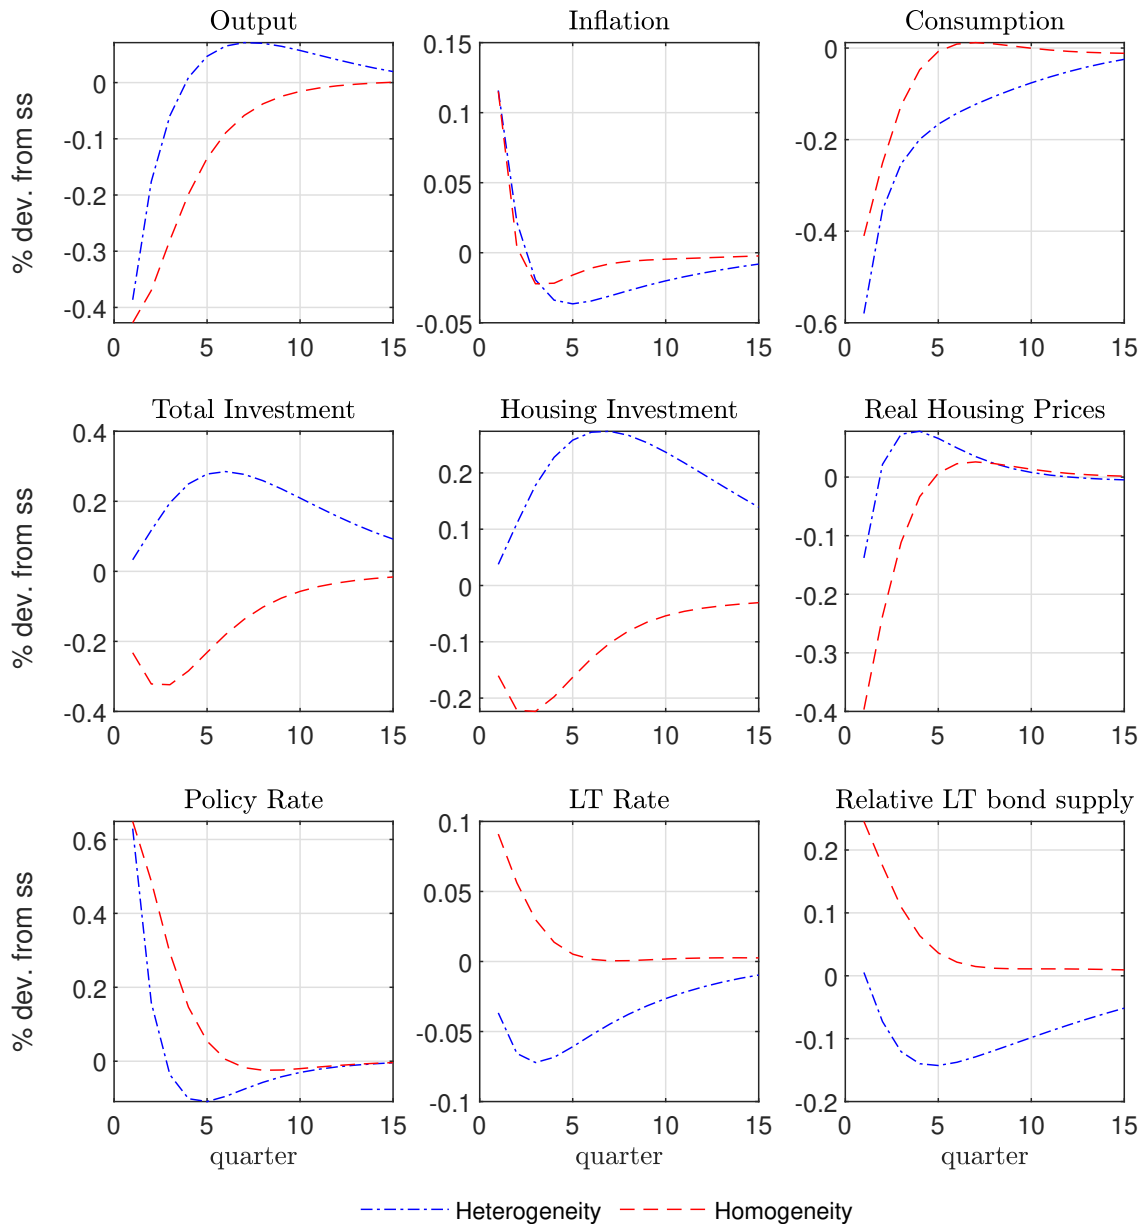 Output
Inflation
Consumption
% dev. from ss
0
-0.1
-0.2
-0.3
-0.4
0 5 10 15
0.15
0.1
0.05
0
-0.05
0 5 10 15
0
-0.2
-0.4
-0.6
0 5 10 15
Total Investment
Housing Investment
Real Housing Prices
% dev. from ss
0.4
0.2
0
-0.2
-0.4
0 5 10 15
0.2
0.1
0
-0.1
-0.2
0 5 10 15
0
-0.1
-0.2
-0.3
-0.4
0 5 10 15
Policy Rate
LT Rate
Relative LT bond supply
% dev. from ss
0.6
0.4
0.2
0
0 5 10 15
quarter
0.1
0.05
0
-0.05
-0.1
0 5 10 15
quarter
0.2
0.1
0
-0.1
-0.2
0 5 10 15
quarter
Heterogeneity
Homogeneity